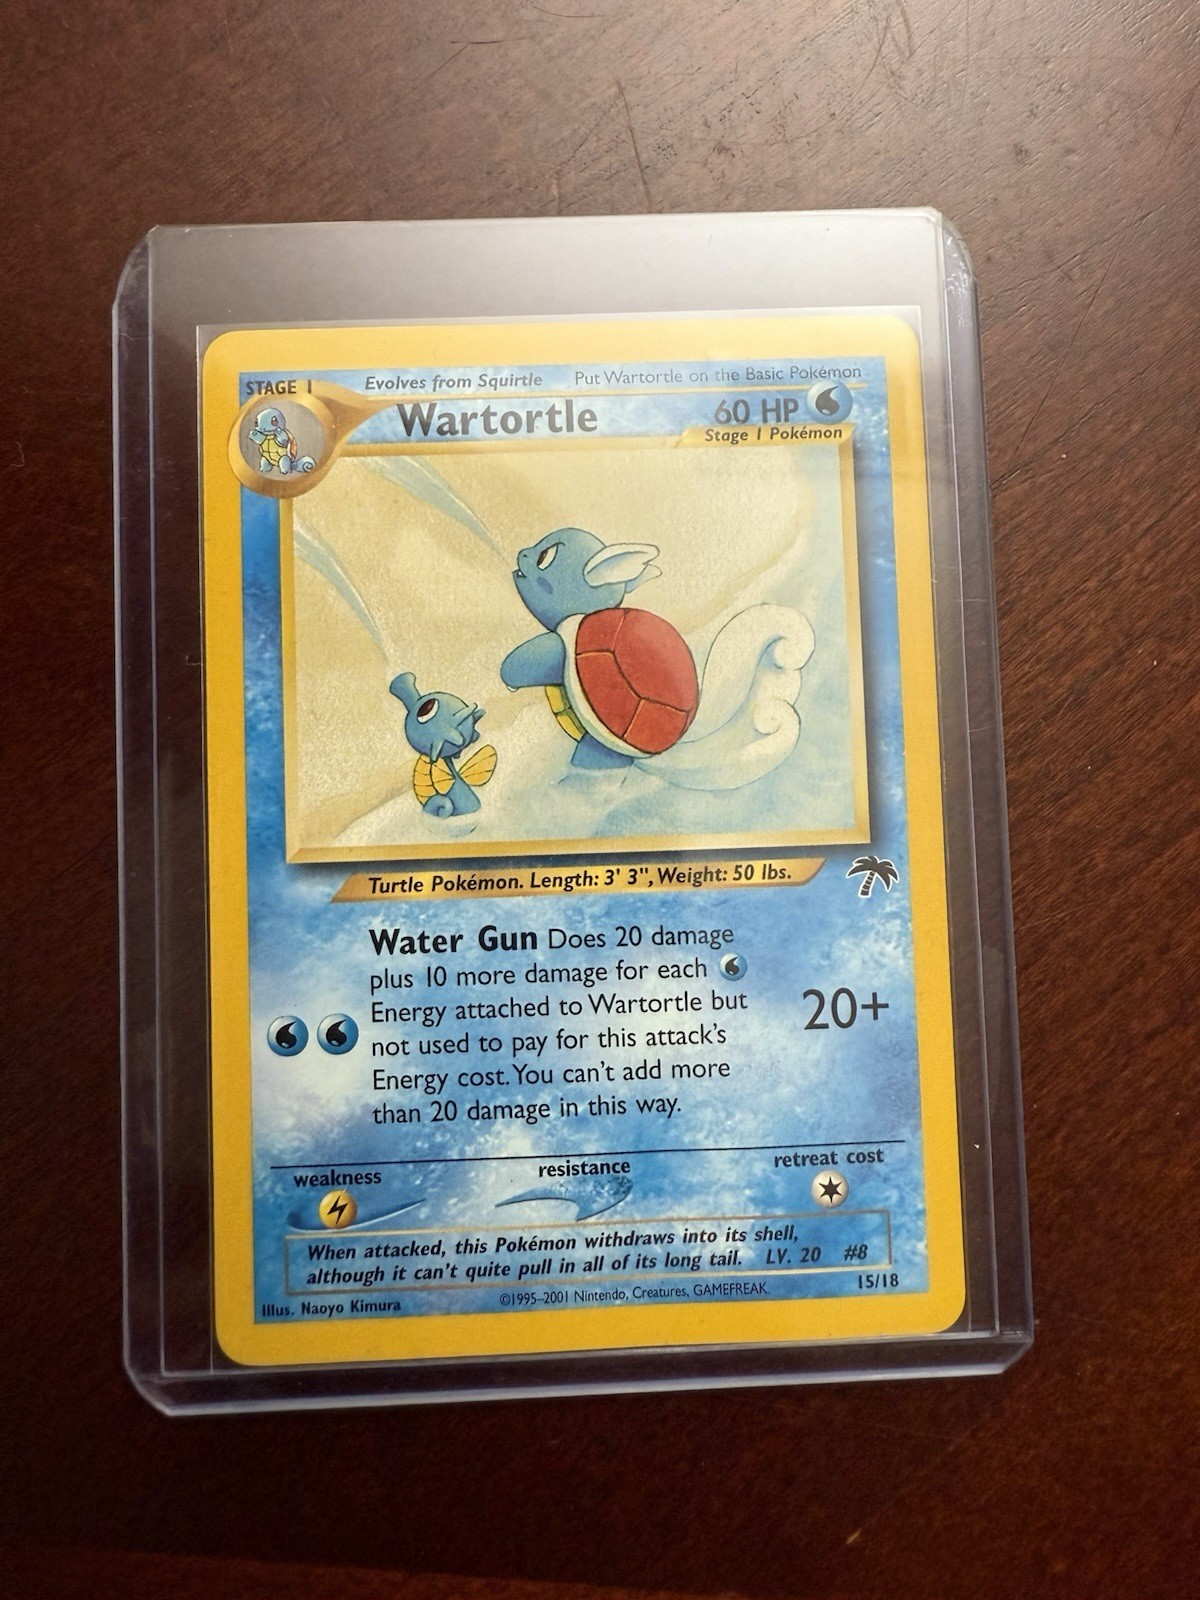 STAGE 1
Evolves from Squirtle
Put Wartortle on the Basic Pokémon
Wartortle
60 HP
Stage 1 Pokémon
Turtle Pokémon. Length: 3' 3", Weight: 50 lbs.
Water Gun Does 20 damage
plus 10 more damage for each
Energy attached to Wartortle but
not used to pay for this attack's
Energy cost. You can't add more
than 20 damage in this way.
20+
weakness
resistance
retreat cost
When attacked, this Pokémon withdraws into its shell,
although it can't quite pull in all of its long tail. LV. 20 #8
Illus. Naoyo Kimura
©1995–2001 Nintendo, Creatures, GAMEFREAK.
15/18